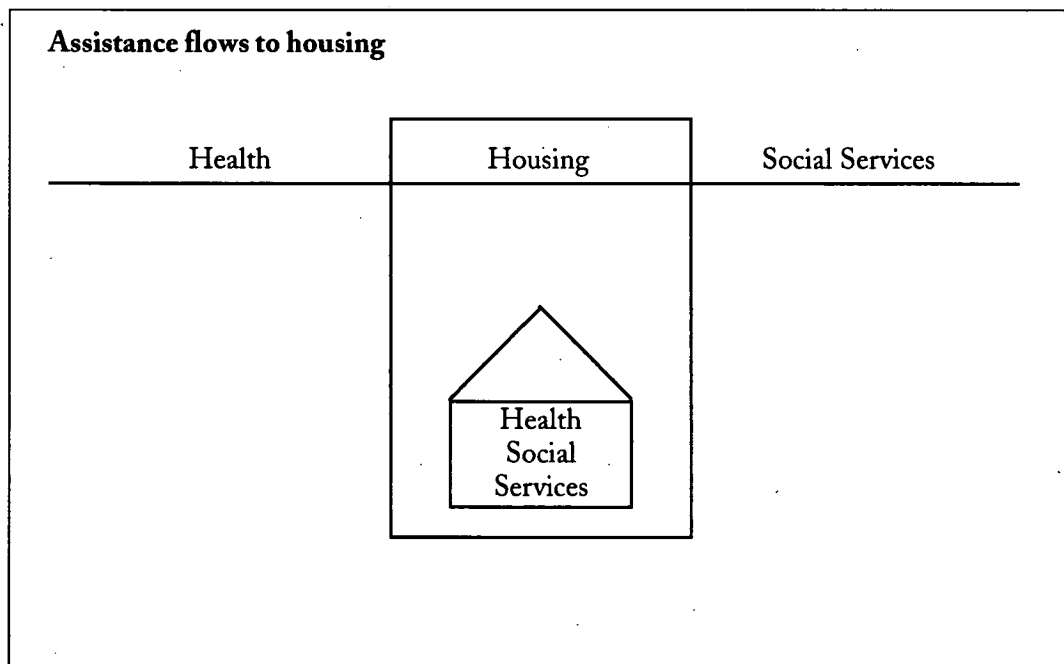 Assistance flows to housing
Health Housing Social Services
Health
Social
Services